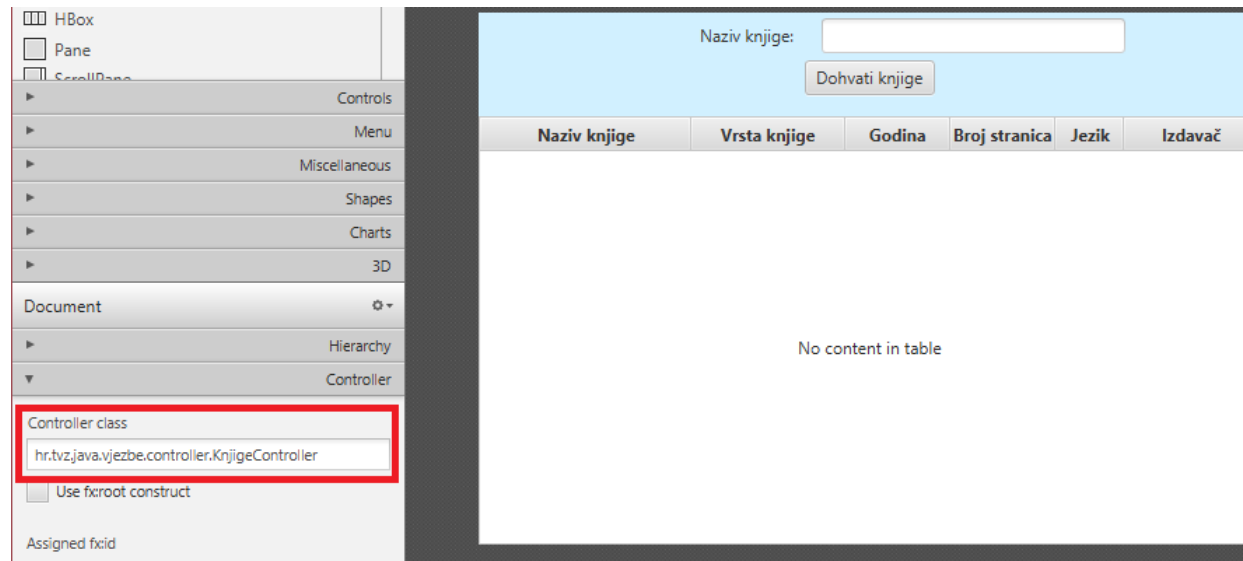 HBox
Pane
ScrollPane
Controls
Menu
Miscellaneous
Shapes
Charts
3D
Document
Hierarchy
Controller
Controller class
hr.tvz.java.vjezbe.controller.KnjigeController
Use fx:root construct
Assigned fx:id
Naziv knjige:
Dohvati knjige
Naziv knjige Vrsta knjige Godina Broj stranica Jezik Izdavač
No content in table